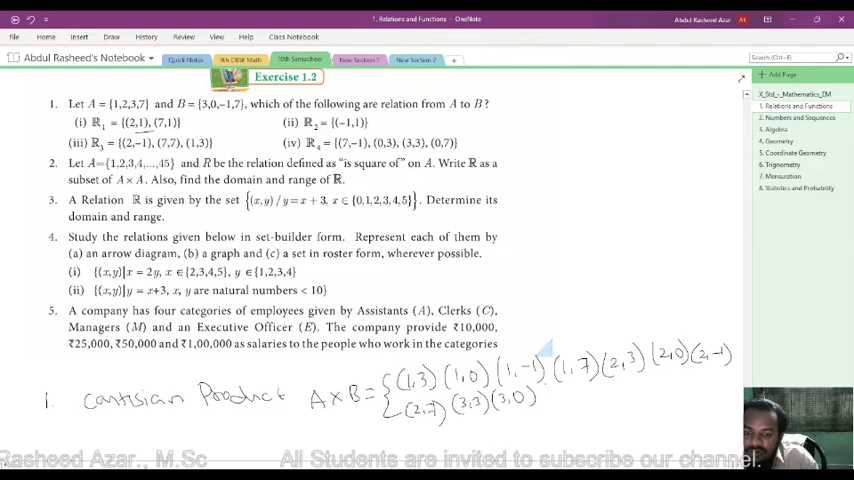 1. Relations and Functions - OneNote
Abdul Rasheed Azar
AR
File Home Insert Draw History Review View Help Class Notebook
Abdul Rasheed's Notebook
Quick Notes
9th CBSE Math
10th Samacheer
New Section 1
New Section 2
+
Search (Ctrl+E)
Exercise 1.2
1. Let A = {1,2,3,7} and B = {3,0,–1,7}, which of the following are relation from A to B ?
(i) ℝ1 = {(2,1), (7,1)} (ii) ℝ2 = {(–1,1)}
(iii) ℝ3 = {(2,–1), (7,7), (1,3)} (iv) ℝ4 = {(7,–1), (0,3), (3,3), (0,7)}
2. Let A={1,2,3,4,...,45} and R be the relation defined as “is square of” on A. Write ℝ as a
subset of A × A. Also, find the domain and range of ℝ.
3. A Relation ℝ is given by the set {(x,y) / y = x + 3, x ∈ {0,1,2,3,4,5}}. Determine its
domain and range.
4. Study the relations given below in set-builder form. Represent each of them by
(a) an arrow diagram, (b) a graph and (c) a set in roster form, wherever possible.
(i) {(x,y)|x = 2y, x ∈{2,3,4,5}, y ∈{1,2,3,4}
(ii) {(x,y)|y = x+3, x, y are natural numbers < 10}
5. A company has four categories of employees given by Assistants (A), Clerks (C),
Managers (M) and an Executive Officer (E). The company provide ₹10,000,
₹25,000, ₹50,000 and ₹1,00,000 as salaries to the people who work in the categories
1. Cartisian Product A × B = { (1,3) (1,0) (1,-1) (1,7) (2,3) (2,0) (2,-1)
(2,7) (3,3) (3,0)
+ Add Page
X_Std_-_Mathematics_EM
1. Relations and Functions
2. Numbers and Sequences
3. Algebra
4. Geometry
5. Coordinate Geometry
6. Trignometry
7. Mensuration
8. Statistics and Probability
Rasheed Azar., M.Sc All Students are invited to subscribe our channel.